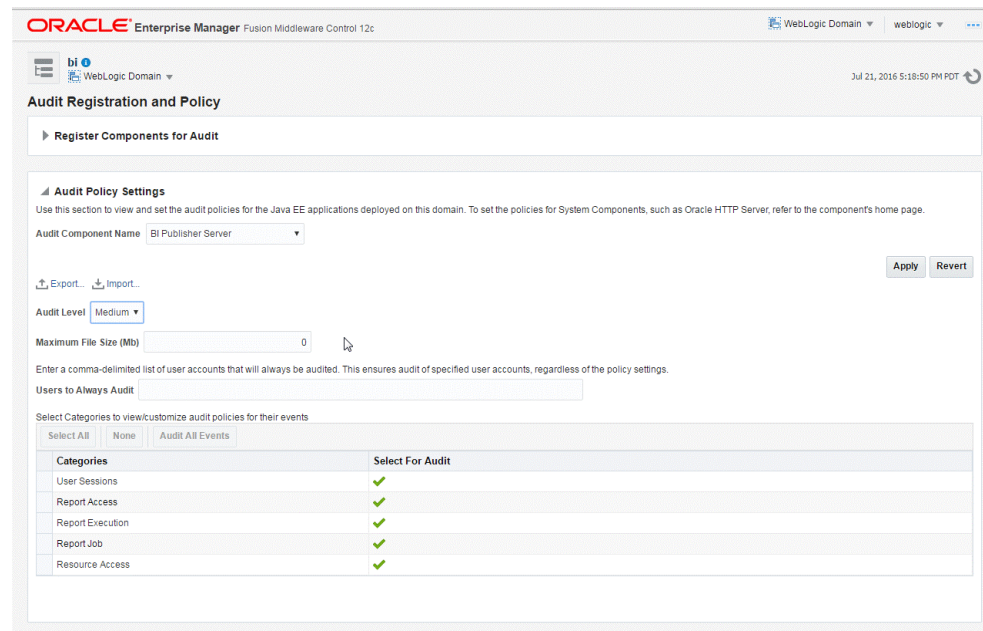 ORACLE® Enterprise Manager Fusion Middleware Control 12c
WebLogic Domain weblogic
bi
WebLogic Domain
Jul 21, 2016 5:18:50 PM PDT
Audit Registration and Policy
Register Components for Audit
Audit Policy Settings
Use this section to view and set the audit policies for the Java EE applications deployed on this domain. To set the policies for System Components, such as Oracle HTTP Server, refer to the component's home page.
Audit Component Name BI Publisher Server
Apply Revert
Export... Import...
Audit Level Medium
Maximum File Size (Mb) 0
Enter a comma-delimited list of user accounts that will always be audited. This ensures audit of specified user accounts, regardless of the policy settings.
Users to Always Audit
Select Categories to view/customize audit policies for their events
Select All None Audit All Events
Categories Select For Audit
User Sessions
Report Access
Report Execution
Report Job
Resource Access